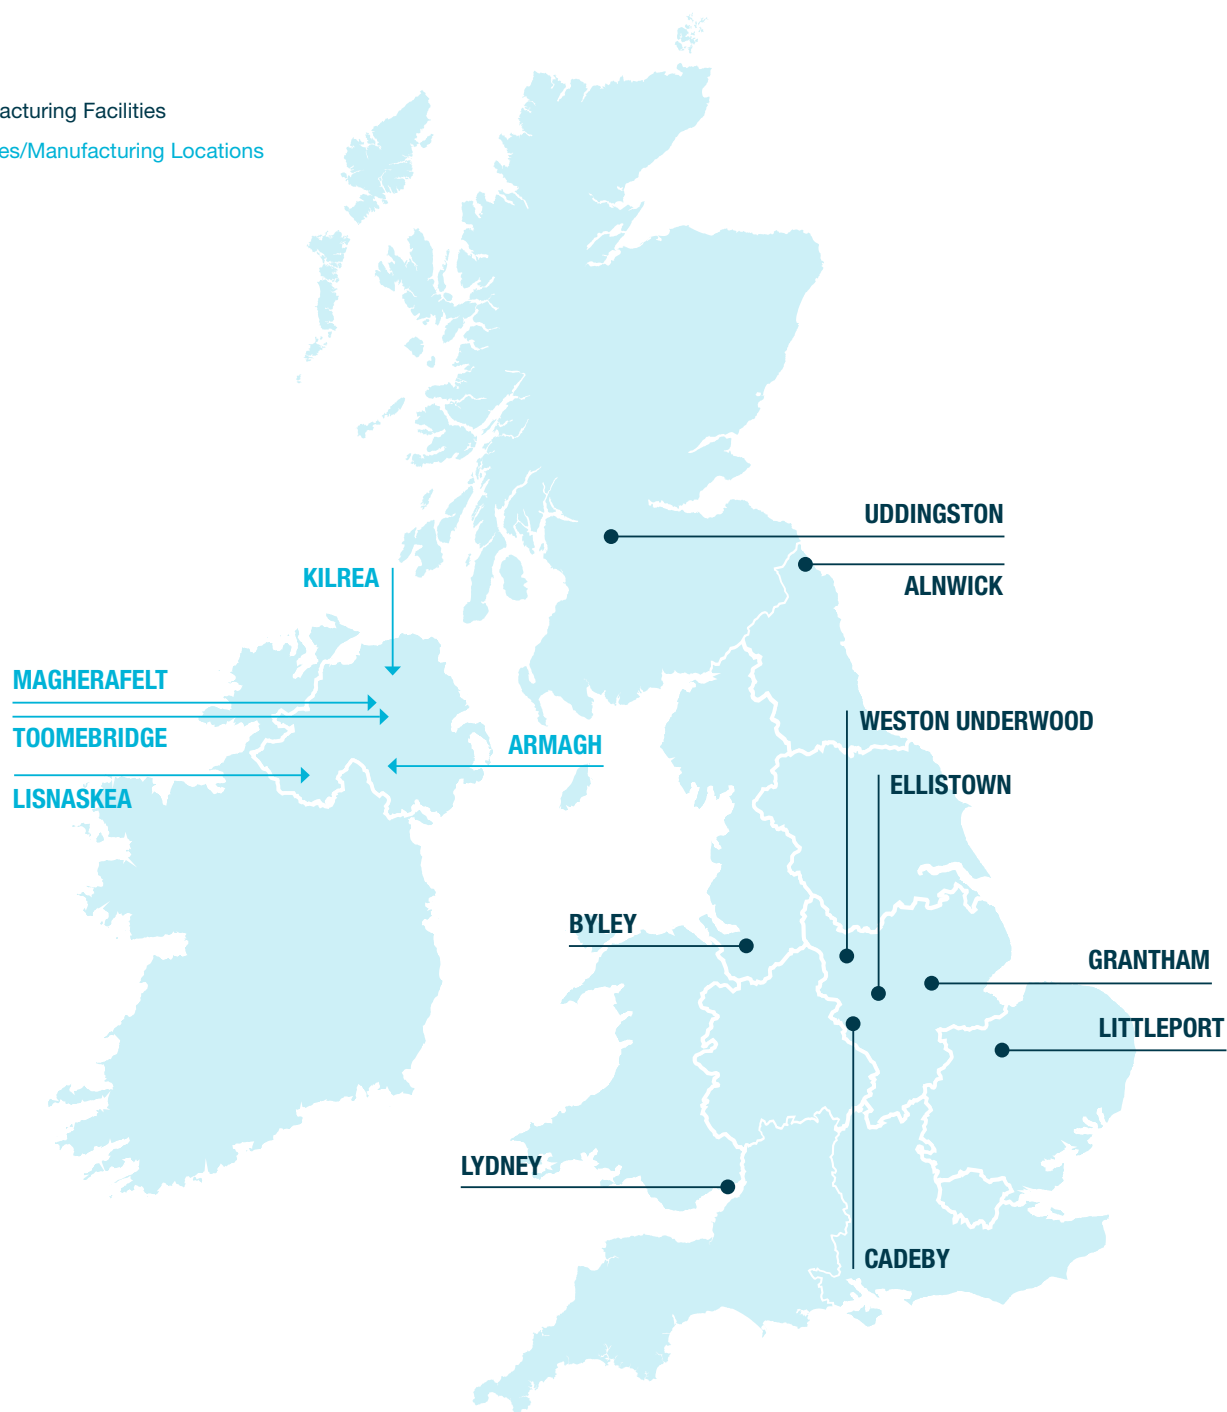 acturing Facilities
es/Manufacturing Locations
UDDINGSTON
KILREA
ALNWICK
MAGHERAFELT
WESTON UNDERWOOD
TOOMEBRIDGE
ARMAGH
ELLISTOWN
LISNASKEA
BYLEY
GRANTHAM
LITTLEPORT
LYDNEY
CADEBY